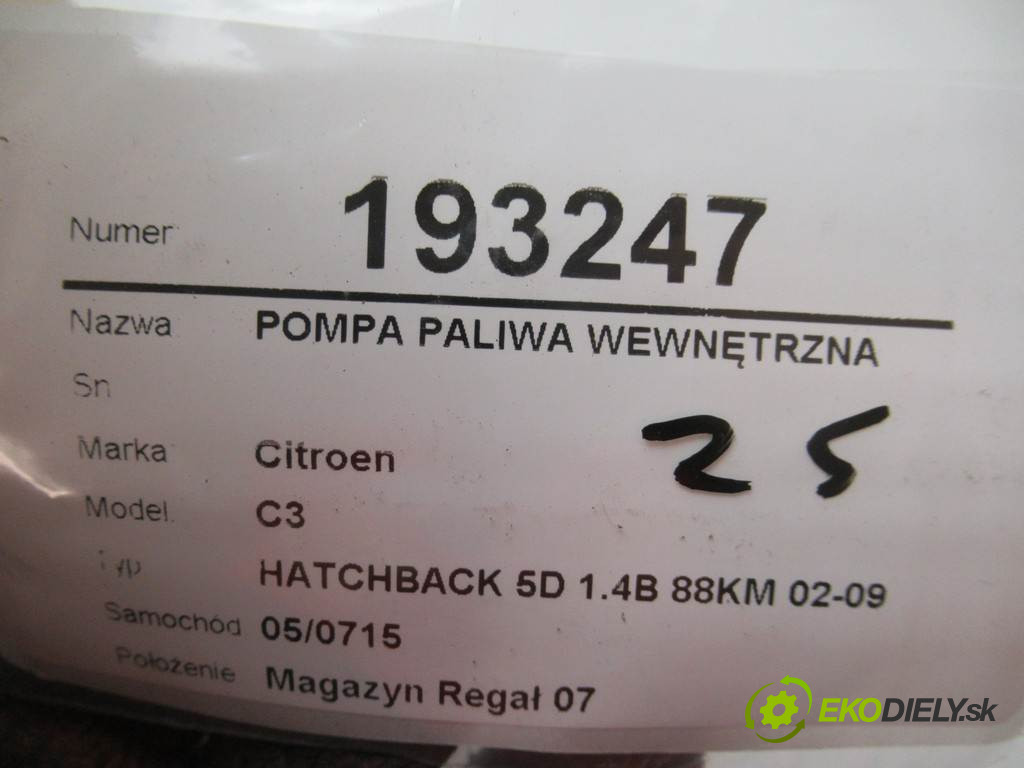 Numer 193247
Nazwa POMPA PALIWA WEWNĘTRZNA
Sn
Marka Citroen
25
Model C3
Typ HATCHBACK 5D 1.4B 88KM 02-09
Samochód 05/0715
Położenie Magazyn Regał 07
EKODIELY.sk